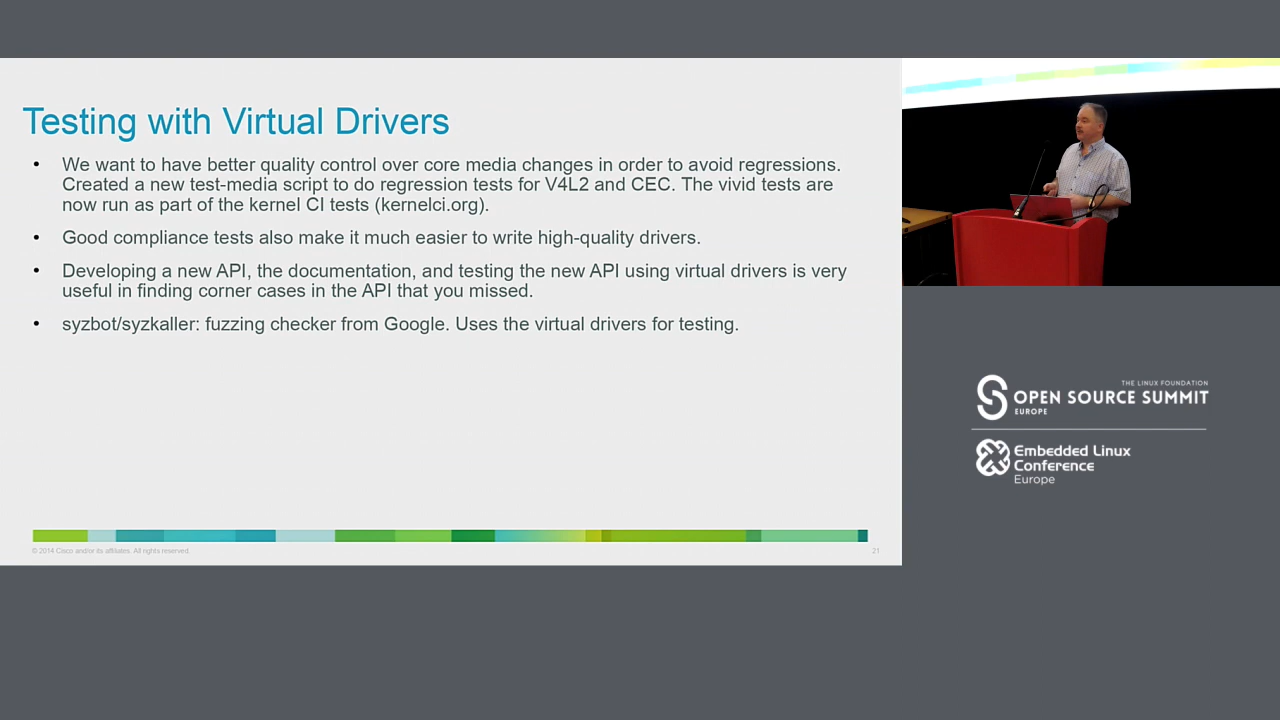 Testing with Virtual Drivers
• We want to have better quality control over core media changes in order to avoid regressions.
Created a new test-media script to do regression tests for V4L2 and CEC. The vivid tests are
now run as part of the kernel CI tests (kernelci.org).
• Good compliance tests also make it much easier to write high-quality drivers.
• Developing a new API, the documentation, and testing the new API using virtual drivers is very
useful in finding corner cases in the API that you missed.
• syzbot/syzkaller: fuzzing checker from Google. Uses the virtual drivers for testing.
© 2014 Cisco and/or its affiliates. All rights reserved.
21
THE LINUX FOUNDATION
OPEN SOURCE SUMMIT
EUROPE
Embedded Linux
Conference
Europe